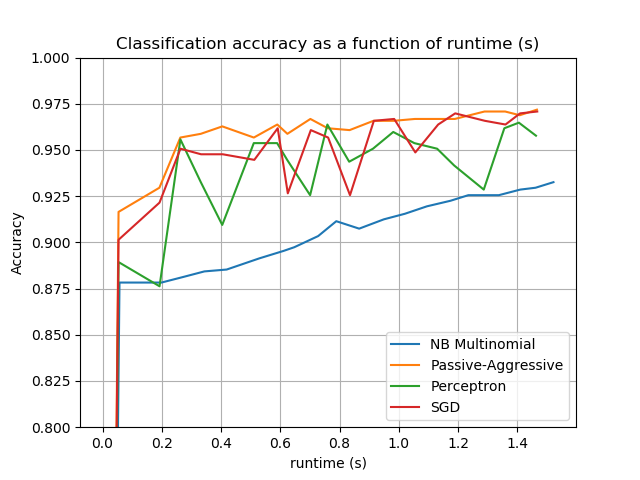 Classification accuracy as a function of runtime (s)
1.000
0.975
0.950
0.925
0.900
0.875
0.850
0.825
0.800
Accuracy
NB Multinomial
Passive-Aggressive
Perceptron
SGD
0.0 0.2 0.4 0.6 0.8 1.0 1.2 1.4
runtime (s)